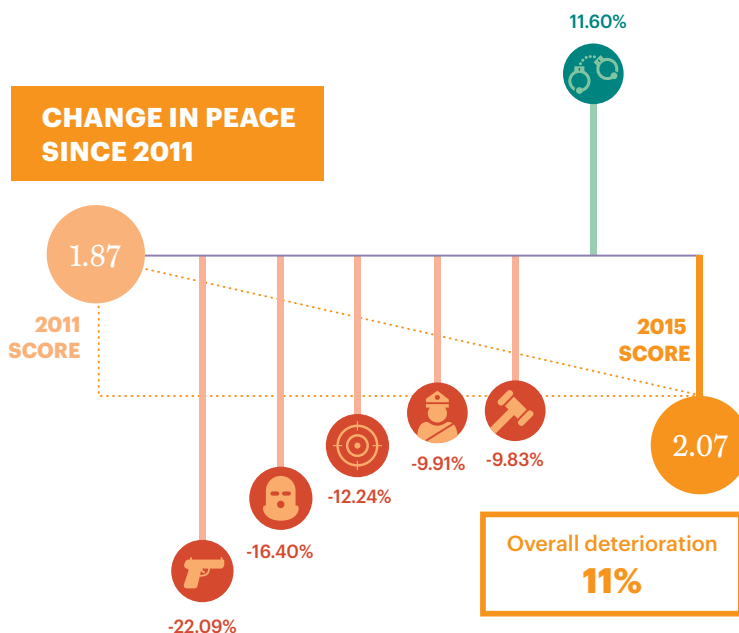 11.60%
CHANGE IN PEACE
SINCE 2011
1.87
2011
SCORE
2015
SCORE
2.07
-9.91%
-9.83%
-12.24%
-16.40%
-22.09%
Overall deterioration
11%